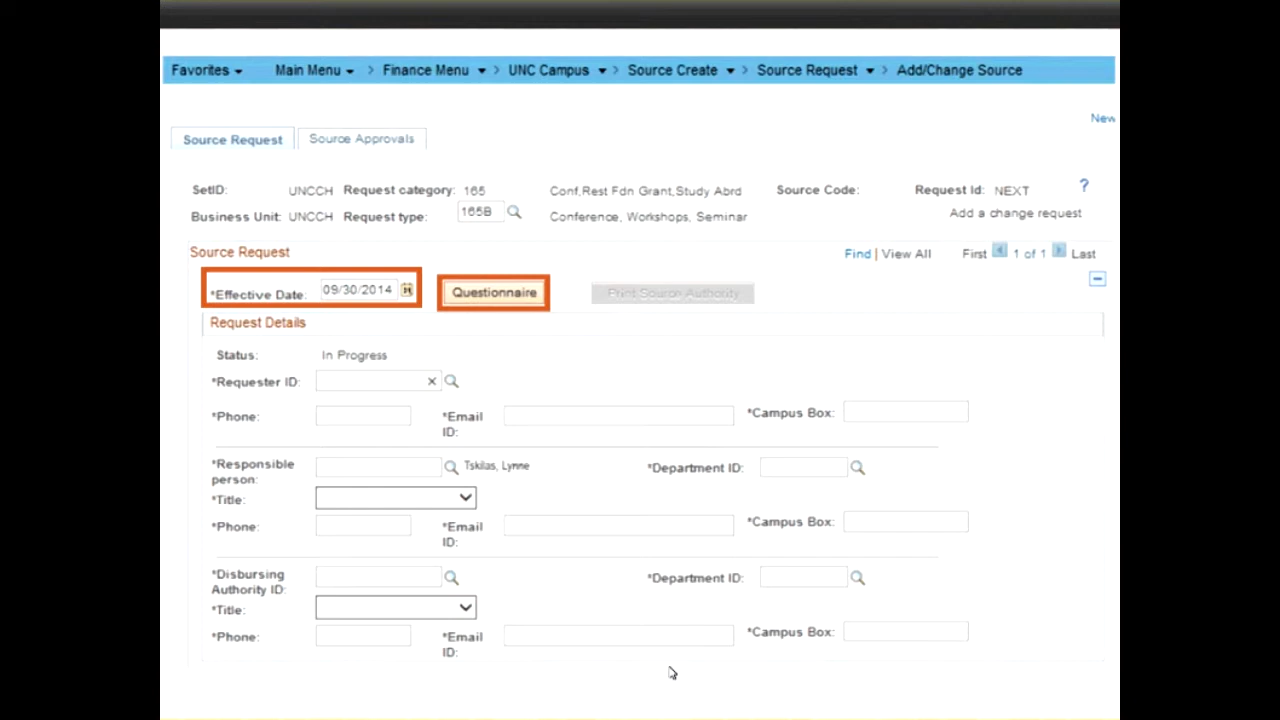 Favorites Main Menu > Finance Menu > UNC Campus > Source Create > Source Request > Add/Change Source
New
Source Request Source Approvals
SetID: UNCCH Request category: 165 Conf,Rest Fdn Grant,Study Abrd Source Code: Request Id: NEXT ?
Business Unit: UNCCH Request type: 165B Conference, Workshops, Seminar Add a change request
Source Request Find | View All First 1 of 1 Last
*Effective Date: 09/30/2014 Questionnaire Print Source Authority
Request Details
Status: In Progress
*Requester ID:
*Phone: *Email ID: *Campus Box:
*Responsible person: Tskilas, Lynne *Department ID:
*Title:
*Phone: *Email ID: *Campus Box:
*Disbursing Authority ID: *Department ID:
*Title:
*Phone: *Email ID: *Campus Box: